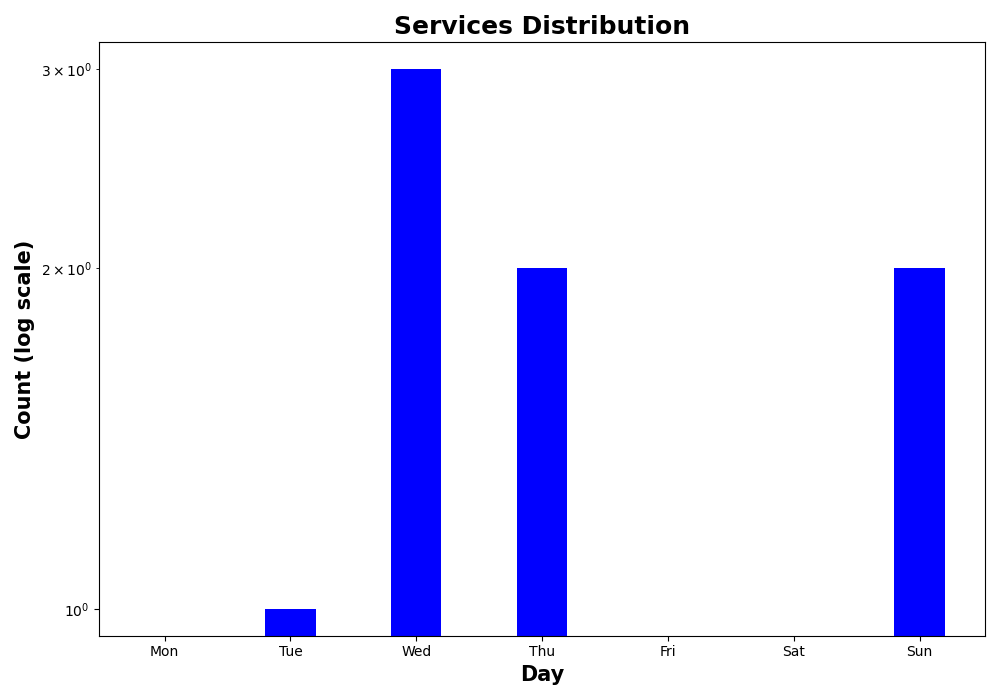 Services Distribution
3 × 10⁰
2 × 10⁰
10⁰
Count (log scale)
Mon Tue Wed Thu Fri Sat Sun
Day